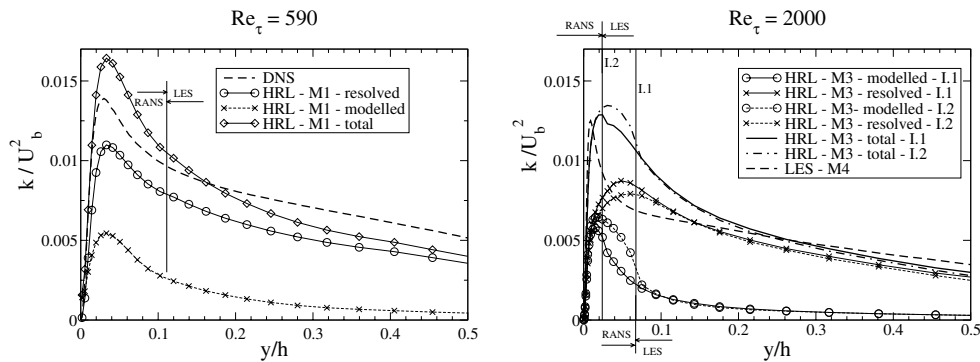 Re_τ = 590
k / U²_b
0.015
0.01
0.005
0
0
0.1
0.2
0.3
0.4
0.5
y/h
DNS
HRL - M1 - resolved
HRL - M1 - modelled
HRL - M1 - total
RANS
LES
Re_τ = 2000
RANS
LES
I.2
I.1
k /U_b²
0.015
0.01
0.005
0
0
0.1
0.2
0.3
0.4
0.5
y/h
HRL - M3 - modelled - I.1
HRL - M3 - resolved - I.1
HRL - M3- modelled - I.2
HRL - M3 - resolved - I.2
HRL - M3 - total - I.1
HRL - M3 - total - I.2
LES - M4
RANS
LES